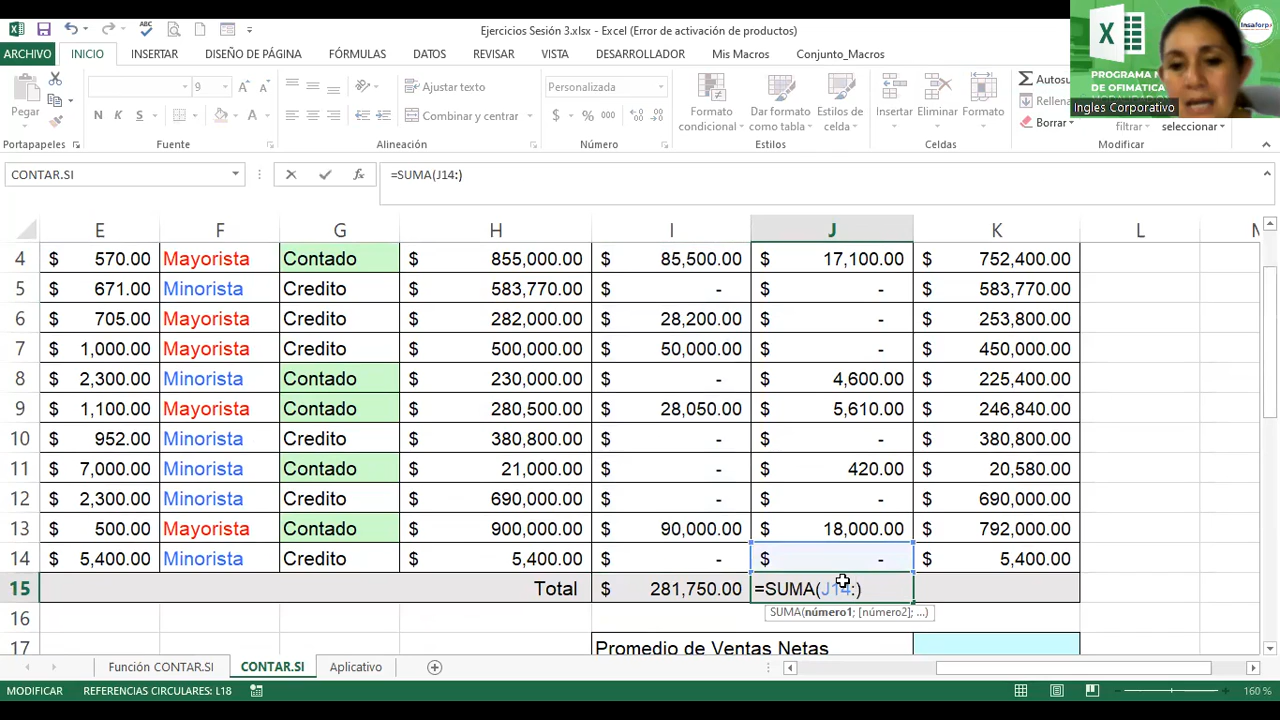 Ejercicios Sesión 3.xlsx - Excel (Error de activación de productos)
ARCHIVO INICIO INSERTAR DISEÑO DE PÁGINA FÓRMULAS DATOS REVISAR VISTA DESARROLLADOR Mis Macros Conjunto_Macros
Pegar
N K S
Ajustar texto
Combinar y centrar
Personalizada
$ % 000
Formato condicional
Dar formato como tabla
Estilos de celda
Insertar Eliminar Formato
Borrar
filtrar seleccionar
Portapapeles Fuente Alineación Número Estilos Celdas Modificar
X
Insaforp
PROGRAMA
DE OFIMÁTICA
Ingles Corporativo
CONTAR.SI fx =SUMA(J14:)
E F G H I J K L
4 $ 570.00 Mayorista Contado $ 855,000.00 $ 85,500.00 $ 17,100.00 $ 752,400.00
5 $ 671.00 Minorista Credito $ 583,770.00 $ - $ - $ 583,770.00
6 $ 705.00 Mayorista Credito $ 282,000.00 $ 28,200.00 $ - $ 253,800.00
7 $ 1,000.00 Mayorista Credito $ 500,000.00 $ 50,000.00 $ - $ 450,000.00
8 $ 2,300.00 Minorista Contado $ 230,000.00 $ - $ 4,600.00 $ 225,400.00
9 $ 1,100.00 Mayorista Contado $ 280,500.00 $ 28,050.00 $ 5,610.00 $ 246,840.00
10 $ 952.00 Minorista Credito $ 380,800.00 $ - $ - $ 380,800.00
11 $ 7,000.00 Minorista Contado $ 21,000.00 $ - $ 420.00 $ 20,580.00
12 $ 2,300.00 Minorista Credito $ 690,000.00 $ - $ - $ 690,000.00
13 $ 500.00 Mayorista Contado $ 900,000.00 $ 90,000.00 $ 18,000.00 $ 792,000.00
14 $ 5,400.00 Minorista Credito $ 5,400.00 $ - $ - $ 5,400.00
15 Total $ 281,750.00 =SUMA(J14:)
16 SUMA(número1; [número2]; ...)
17 Promedio de Ventas Netas
Función CONTAR.SI CONTAR.SI Aplicativo
MODIFICAR REFERENCIAS CIRCULARES: L18 160 %